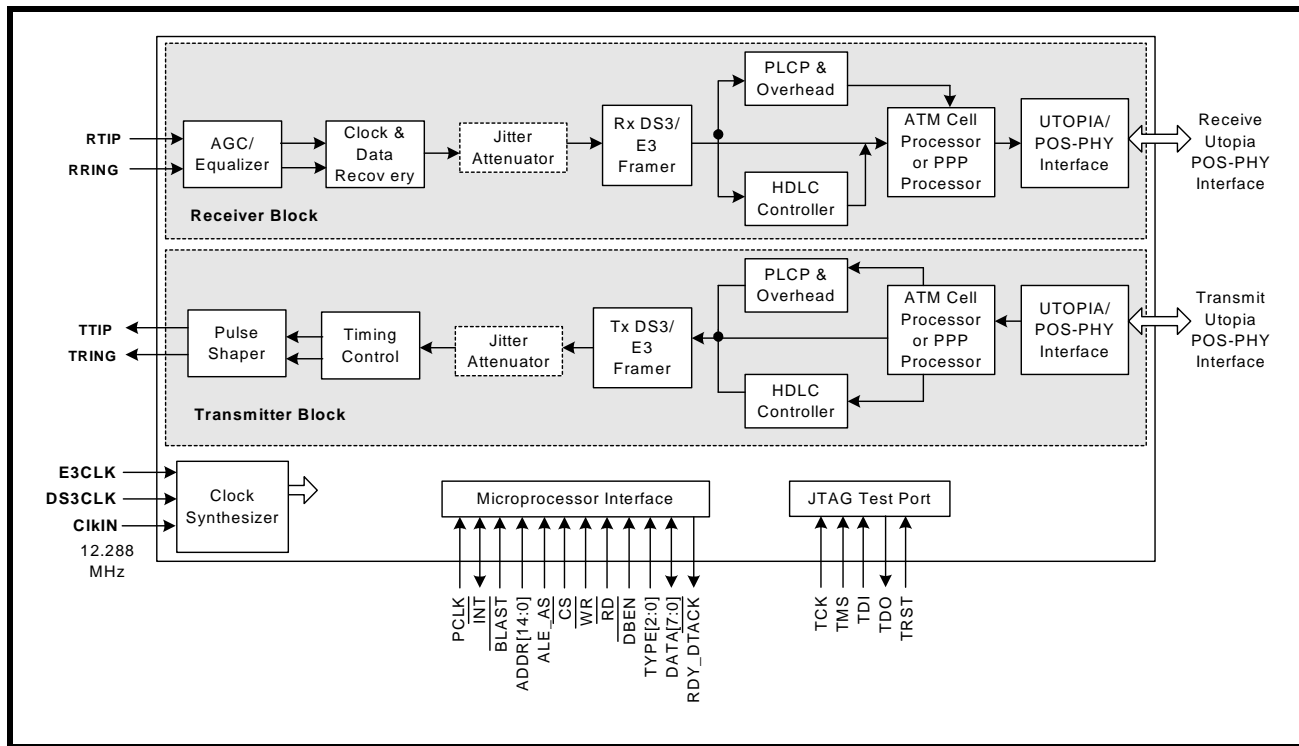 RTIP
RRING
AGC/
Equalizer
Clock &
Data
Recovery
Jitter
Attenuator
Rx DS3/
E3
Framer
PLCP &
Overhead
HDLC
Controller
ATM Cell
Processor
or PPP
Processor
UTOPIA/
POS-PHY
Interface
Receive
Utopia
POS-PHY
Interface
Receiver Block
TTIP
TRING
Pulse
Shaper
Timing
Control
Jitter
Attenuator
Tx DS3/
E3
Framer
PLCP &
Overhead
HDLC
Controller
ATM Cell
Processor
or PPP
Processor
UTOPIA/
POS-PHY
Interface
Transmit
Utopia
POS-PHY
Interface
Transmitter Block
E3CLK
DS3CLK
ClkIN
12.288
MHz
Clock
Synthesizer
Microprocessor Interface
PCLK
INT
BLAST
ADDR[14:0]
ALE_AS
CS
WR
RD
DBEN
TYPE[2:0]
DATA[7:0]
RDY_DTACK
JTAG Test Port
TCK
TMS
TDI
TDO
TRST